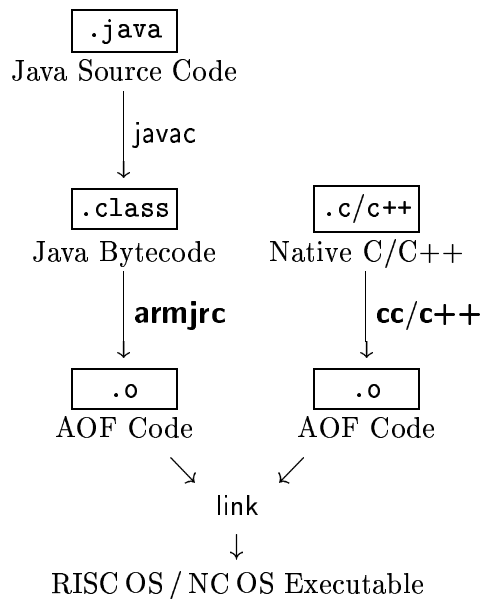 .java
Java Source Code
javac
.class
Java Bytecode
armjrc
.o
AOF Code
.c/c++
Native C/C++
cc/c++
.o
AOF Code
link
RISC OS / NC OS Executable